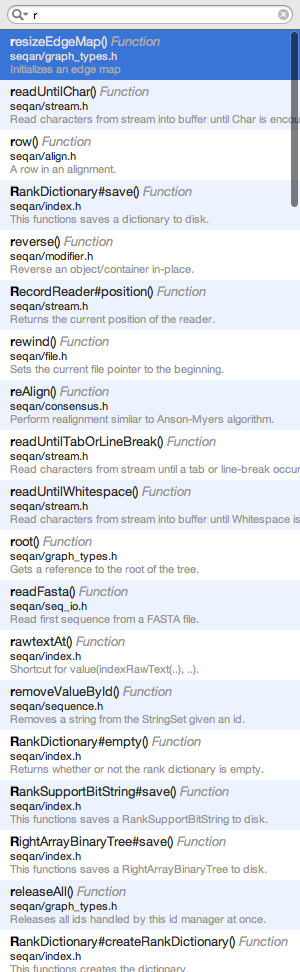 r
resizeEdgeMap() Function
seqan/graph_types.h
Initializes an edge map
readUntilChar() Function
seqan/stream.h
Read characters from stream into buffer until Char is encou
row() Function
seqan/align.h
A row in an alignment.
RankDictionary#save() Function
seqan/index.h
This functions saves a dictionary to disk.
reverse() Function
seqan/modifier.h
Reverse an object/container in-place.
RecordReader#position() Function
seqan/stream.h
Returns the current position of the reader.
rewind() Function
seqan/file.h
Sets the current file pointer to the beginning.
reAlign() Function
seqan/consensus.h
Perform realignment similar to Anson-Myers algorithm.
readUntilTabOrLineBreak() Function
seqan/stream.h
Read characters from stream until a tab or line-break occur
readUntilWhitespace() Function
seqan/stream.h
Read characters from stream into buffer until Whitespace is
root() Function
seqan/graph_types.h
Gets a reference to the root of the tree.
readFasta() Function
seqan/seq_io.h
Read first sequence from a FASTA file.
rawtextAt() Function
seqan/index.h
Shortcut for value(indexRawText(..), ..).
removeValueById() Function
seqan/sequence.h
Removes a string from the StringSet given an id.
RankDictionary#empty() Function
seqan/index.h
Returns whether or not the rank dictionary is empty.
RankSupportBitString#save() Function
seqan/index.h
This functions saves a RankSupportBitString to disk.
RightArrayBinaryTree#save() Function
seqan/index.h
This functions saves a RightArrayBinaryTree to disk.
releaseAll() Function
seqan/graph_types.h
Releases all ids handled by this id manager at once.
RankDictionary#createRankDictionary() Function
seqan/index.h
This functions creates the dictionary.